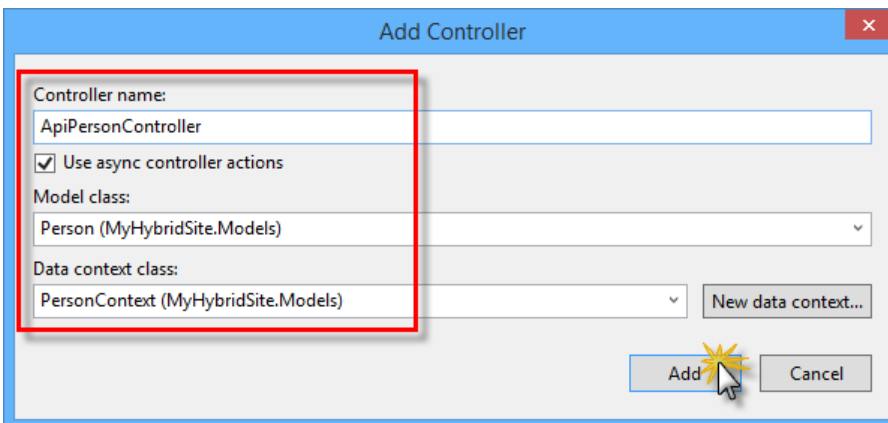 Add Controller
Controller name:
ApiPersonController
Use async controller actions
Model class:
Person (MyHybridSite.Models)
Data context class:
PersonContext (MyHybridSite.Models)
New data context...
Add
Cancel